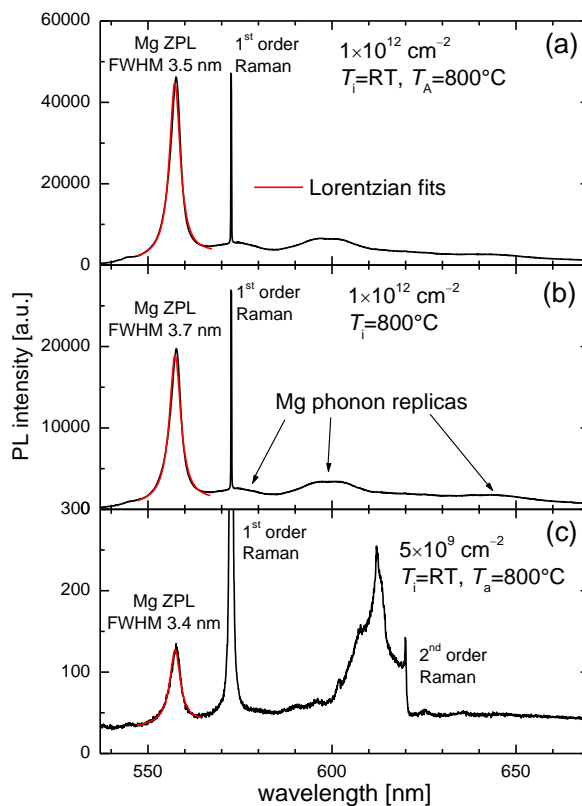 60000
40000
20000
0
Mg ZPL
FWHM 3.5 nm
1st order
Raman
(a)
1×10¹² cm⁻²
Ti=RT, TA=800°C
Lorentzian fits
20000
10000
300
Mg ZPL
FWHM 3.7 nm
1st order
Raman
(b)
1×10¹² cm⁻²
Ti=800°C
Mg phonon replicas
PL intensity [a.u.]
200
100
0
1st order
Raman
Mg ZPL
FWHM 3.4 nm
(c)
5×10⁹ cm⁻²
Ti=RT, Ta=800°C
2nd order
Raman
550
600
650
wavelength [nm]